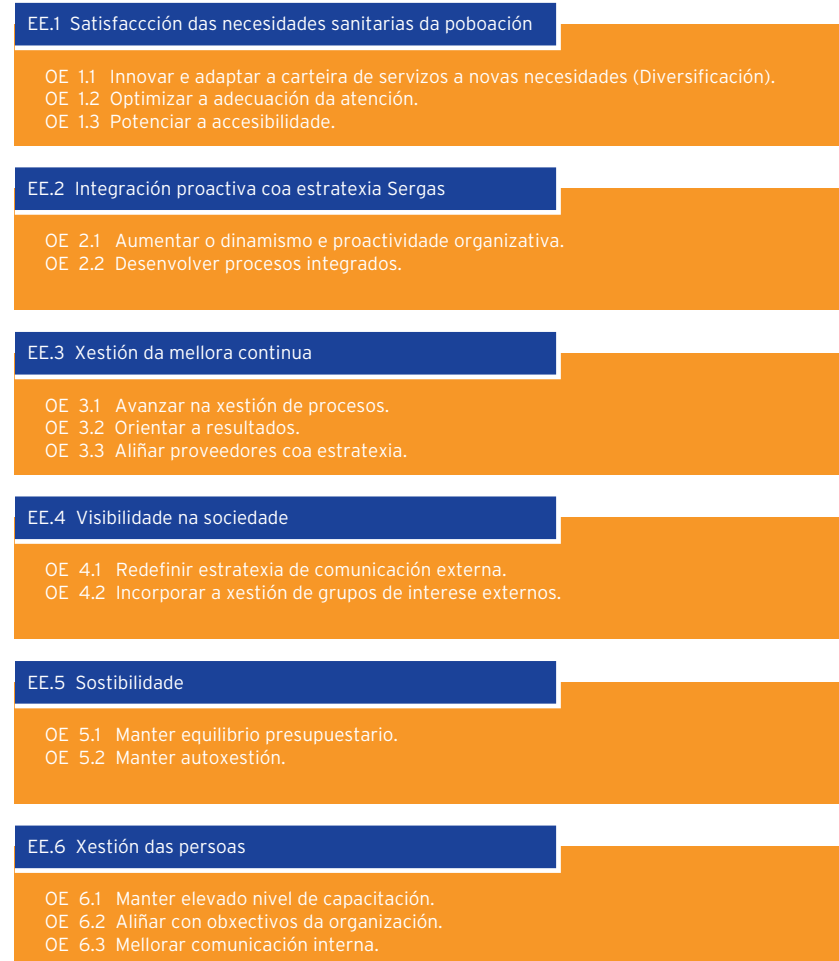 EE.1 Satisfaccción das necesidades sanitarias da poboación
OE 1.1 Innovar e adaptar a carteira de servizos a novas necesidades (Diversificación).
OE 1.2 Optimizar a adecuación da atención.
OE 1.3 Potenciar a accesibilidade.
EE.2 Integración proactiva coa estratexia Sergas
OE 2.1 Aumentar o dinamismo e proactividade organizativa.
OE 2.2 Desenvolver procesos integrados.
EE.3 Xestión da mellora continua
OE 3.1 Avanzar na xestión de procesos.
OE 3.2 Orientar a resultados.
OE 3.3 Aliñar proveedores coa estratexia.
EE.4 Visibilidade na sociedade
OE 4.1 Redefinir estratexia de comunicación externa.
OE 4.2 Incorporar a xestión de grupos de interese externos.
EE.5 Sostibilidade
OE 5.1 Manter equilibrio presupuestario.
OE 5.2 Manter autoxestión.
EE.6 Xestión das persoas
OE 6.1 Manter elevado nivel de capacitación.
OE 6.2 Aliñar con obxectivos da organización.
OE 6.3 Mellorar comunicación interna.